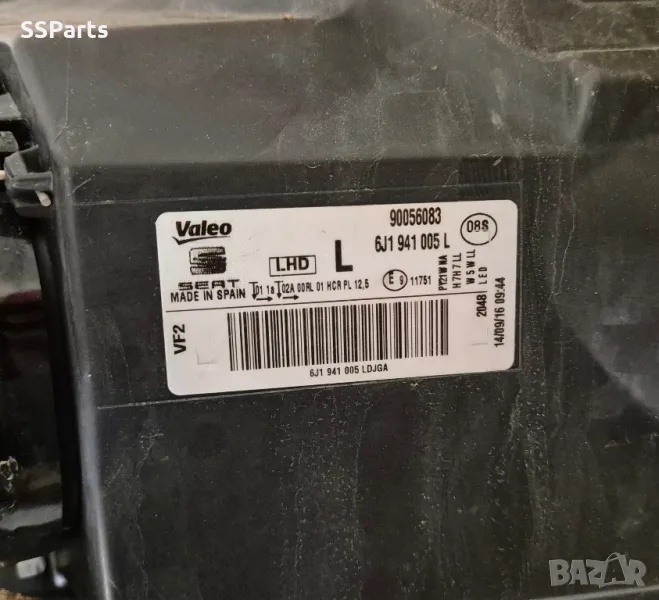 SSParts
Valeo
90056083
LHD
L
6J1 941 005 L
08S
SEAT
MADE IN SPAIN
01 1a 02A 00RL 01 HCR PL 12,5
E 9 11751
PY21W NA
H7 H7 LL
W5W LL
LED
2048
14/09/16 09:44
VF2
6J1 941 005 LDJGA
BAZAR